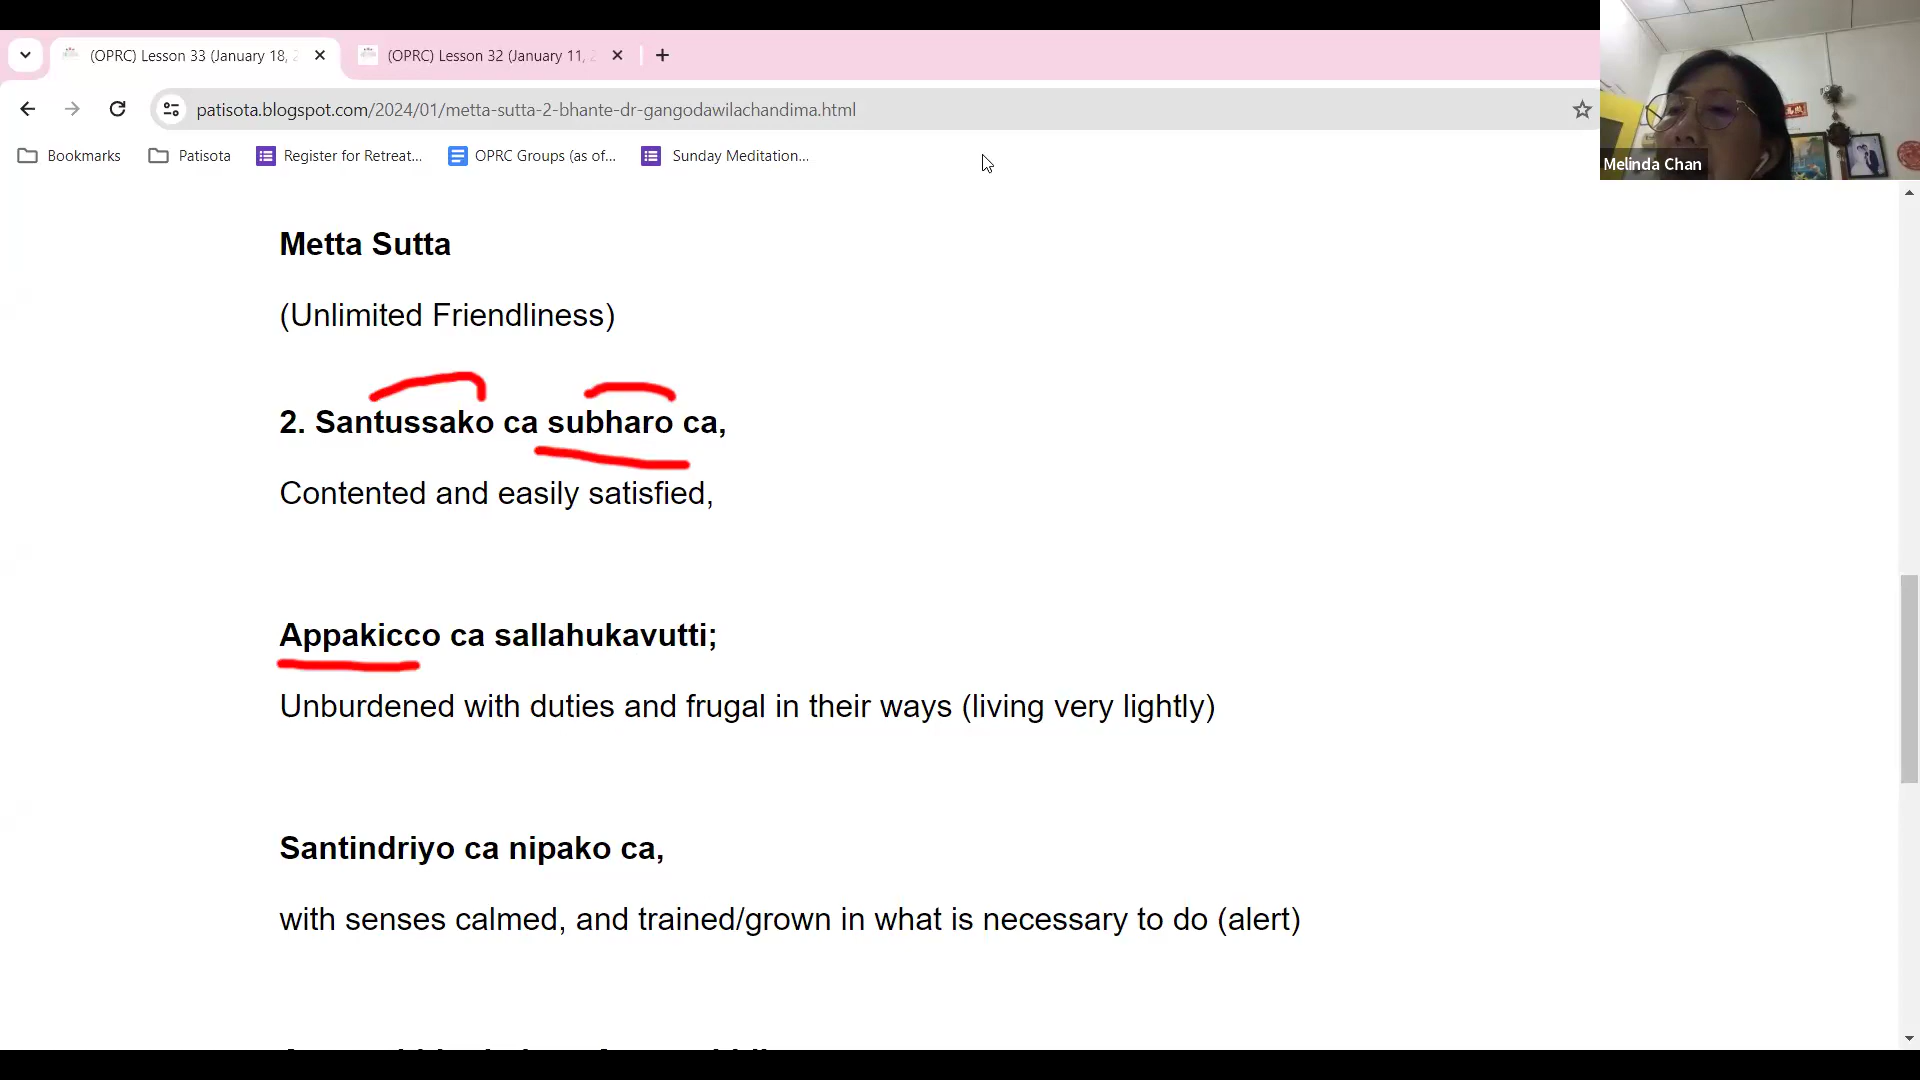 (OPRC) Lesson 33 (January 18, 2
(OPRC) Lesson 32 (January 11, 2
patisota.blogspot.com/2024/01/metta-sutta-2-bhante-dr-gangodawilachandima.html
Bookmarks
Patisota
Register for Retreat...
OPRC Groups (as of...
Sunday Meditation...
Melinda Chan
Metta Sutta
(Unlimited Friendliness)
2. Santussako ca subharo ca,
Contented and easily satisfied,
Appakicco ca sallahukavutti;
Unburdened with duties and frugal in their ways (living very lightly)
Santindriyo ca nipako ca,
with senses calmed, and trained/grown in what is necessary to do (alert)